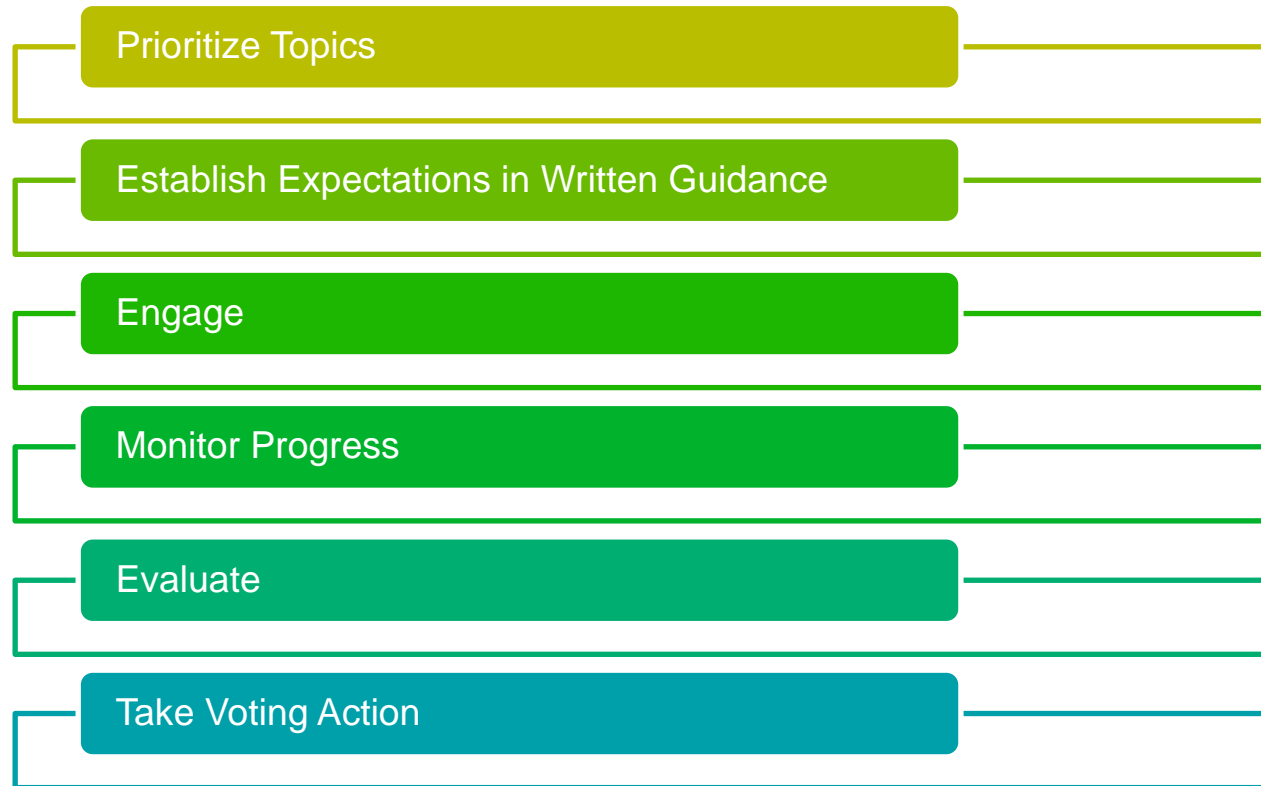 Prioritize Topics
Establish Expectations in Written Guidance
Engage
Monitor Progress
Evaluate
Take Voting Action